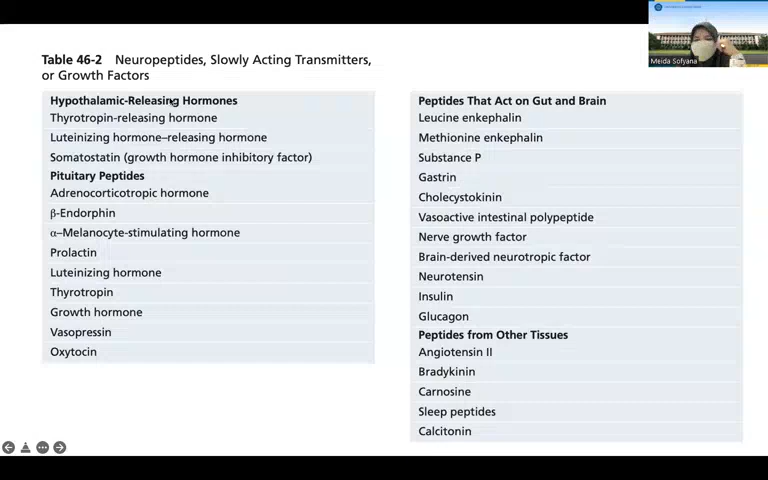 Table 46-2 Neuropeptides, Slowly Acting Transmitters,
or Growth Factors
Hypothalamic-Releasing Hormones
Thyrotropin-releasing hormone
Luteinizing hormone–releasing hormone
Somatostatin (growth hormone inhibitory factor)
Pituitary Peptides
Adrenocorticotropic hormone
β-Endorphin
α–Melanocyte-stimulating hormone
Prolactin
Luteinizing hormone
Thyrotropin
Growth hormone
Vasopressin
Oxytocin
Peptides That Act on Gut and Brain
Leucine enkephalin
Methionine enkephalin
Substance P
Gastrin
Cholecystokinin
Vasoactive intestinal polypeptide
Nerve growth factor
Brain-derived neurotropic factor
Neurotensin
Insulin
Glucagon
Peptides from Other Tissues
Angiotensin II
Bradykinin
Carnosine
Sleep peptides
Calcitonin
Meida Sofyana